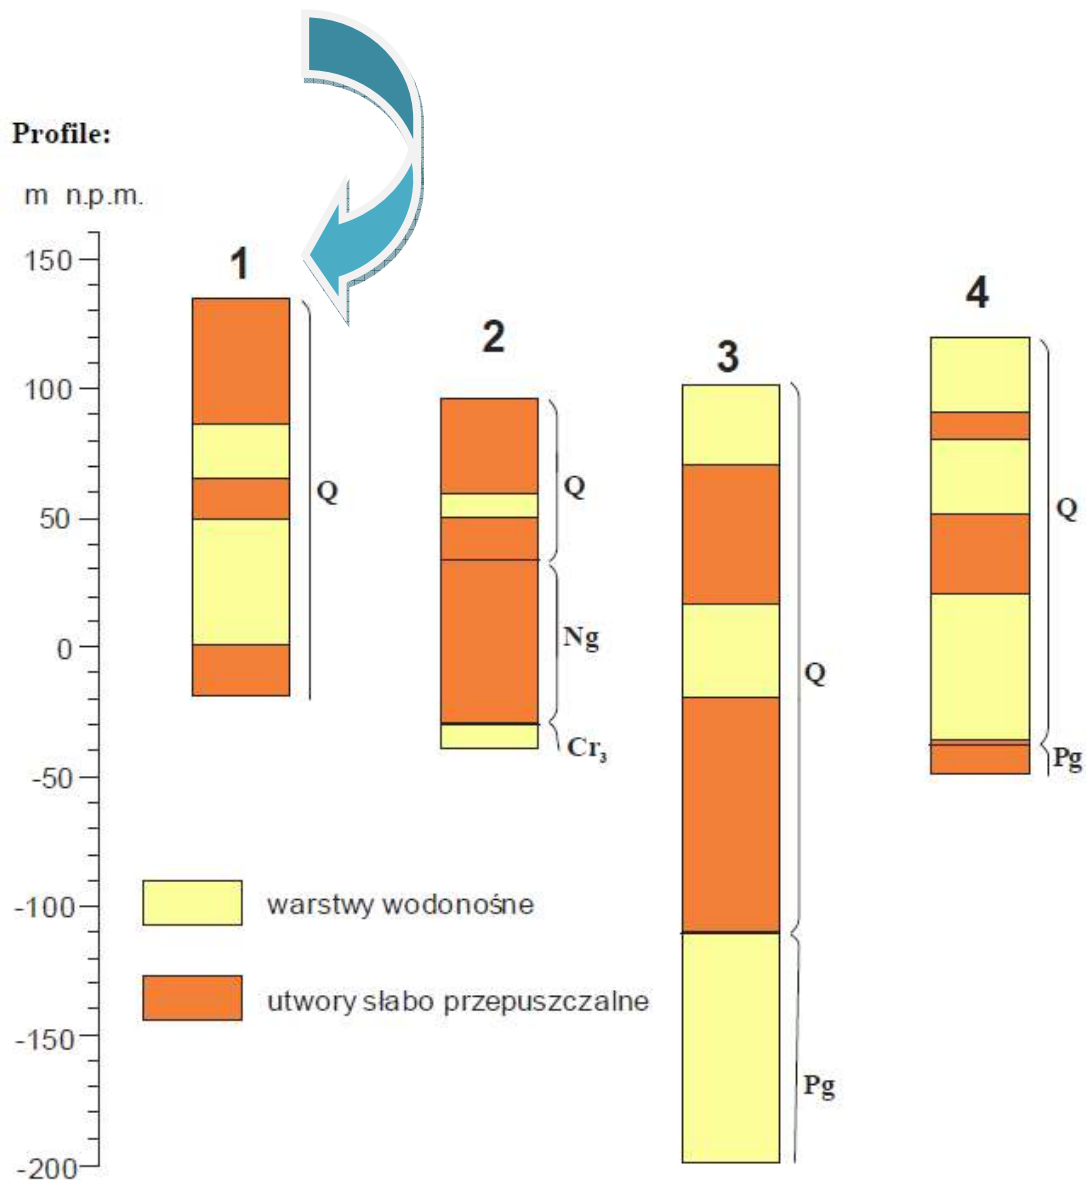 Profile:
m n.p.m.
150
100
50
0
-50
-100
-150
-200
1
Q
2
Q
Ng
Cr₃
3
Q
Pg
4
Q
Pg
warstwy wodonośne
utwory słabo przepuszczalne